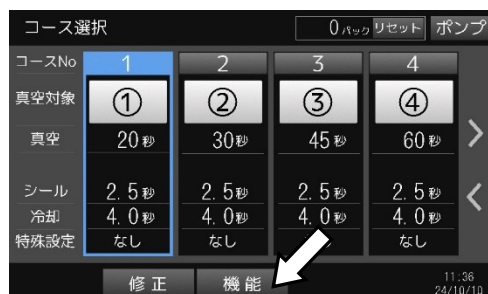 コース選択 0パック リセット ポンプ
コースNo 1 2 3 4
真空対象 ① ② ③ ④
真空 20秒 30秒 45秒 60秒
シール 2.5秒 2.5秒 2.5秒 2.5秒
冷却 4.0秒 4.0秒 4.0秒 4.0秒
特殊設定 なし なし なし
修正 機能 11:36
24/10/10